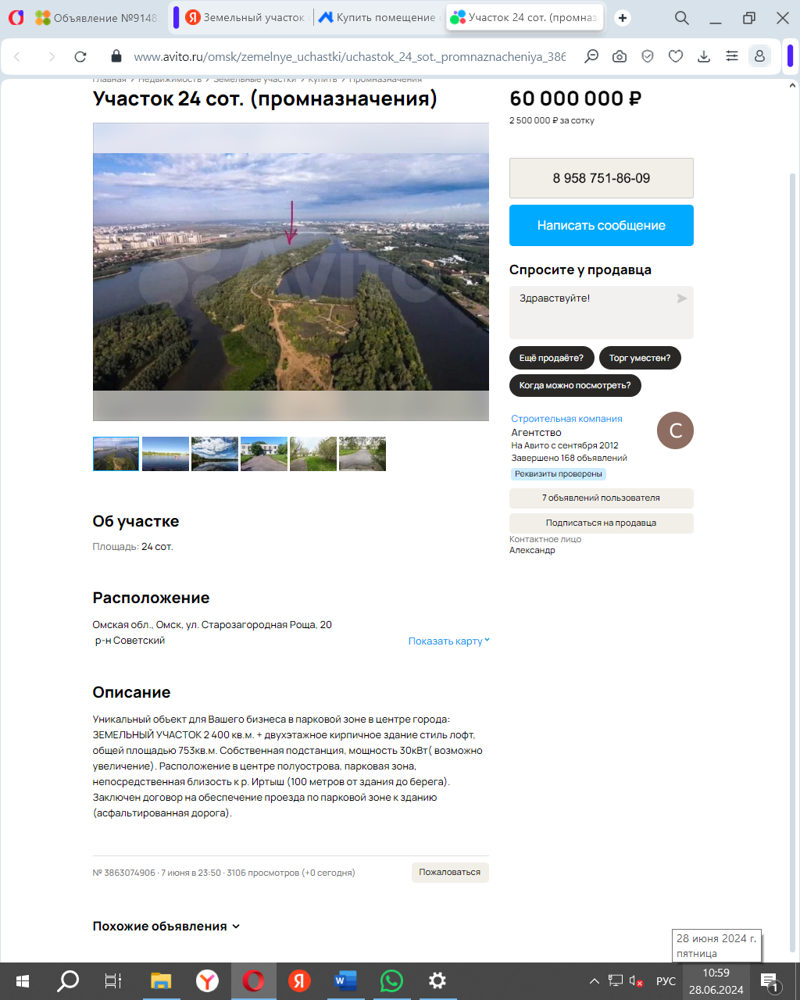 Объявление №9148
Земельный участок
Купить помещение
Участок 24 сот. (промназ
www.avito.ru/omsk/zemelnye_uchastki/uchastok_24_sot._promnaznacheniya_386
Главная > Недвижимость > Земельные участки > Купить > Промназначения
Участок 24 сот. (промназначения)
60 000 000 ₽
2 500 000 ₽ за сотку
Avito
8 958 751-86-09
Написать сообщение
Спросите у продавца
Здравствуйте!
Ещё продаёте?
Торг уместен?
Когда можно посмотреть?
Строительная компания
Агентство
На Авито с сентября 2012
Завершено 168 объявлений
Реквизиты проверены
С
7 объявлений пользователя
Подписаться на продавца
Контактное лицо
Александр
Об участке
Площадь: 24 сот.
Расположение
Омская обл., Омск, ул. Старозагородная Роща, 20
р-н Советский
Показать карту
Описание
Уникальный объект для Вашего бизнеса в парковой зоне в центре города:
ЗЕМЕЛЬНЫЙ УЧАСТОК 2 400 кв.м. + двухэтажное кирпичное здание стиль лофт,
общей площадью 753кв.м. Собственная подстанция, мощность 30кВт( возможно
увеличение). Расположение в центре полуострова, парковая зона,
непосредственная близость к р. Иртыш (100 метров от здания до берега).
Заключен договор на обеспечение проезда по парковой зоне к зданию
(асфальтированная дорога).
№ 3863074906 · 7 июня в 23:50 · 3106 просмотров (+0 сегодня)
Пожаловаться
Похожие объявления
28 июня 2024 г.
пятница
РУС
10:59
28.06.2024
1